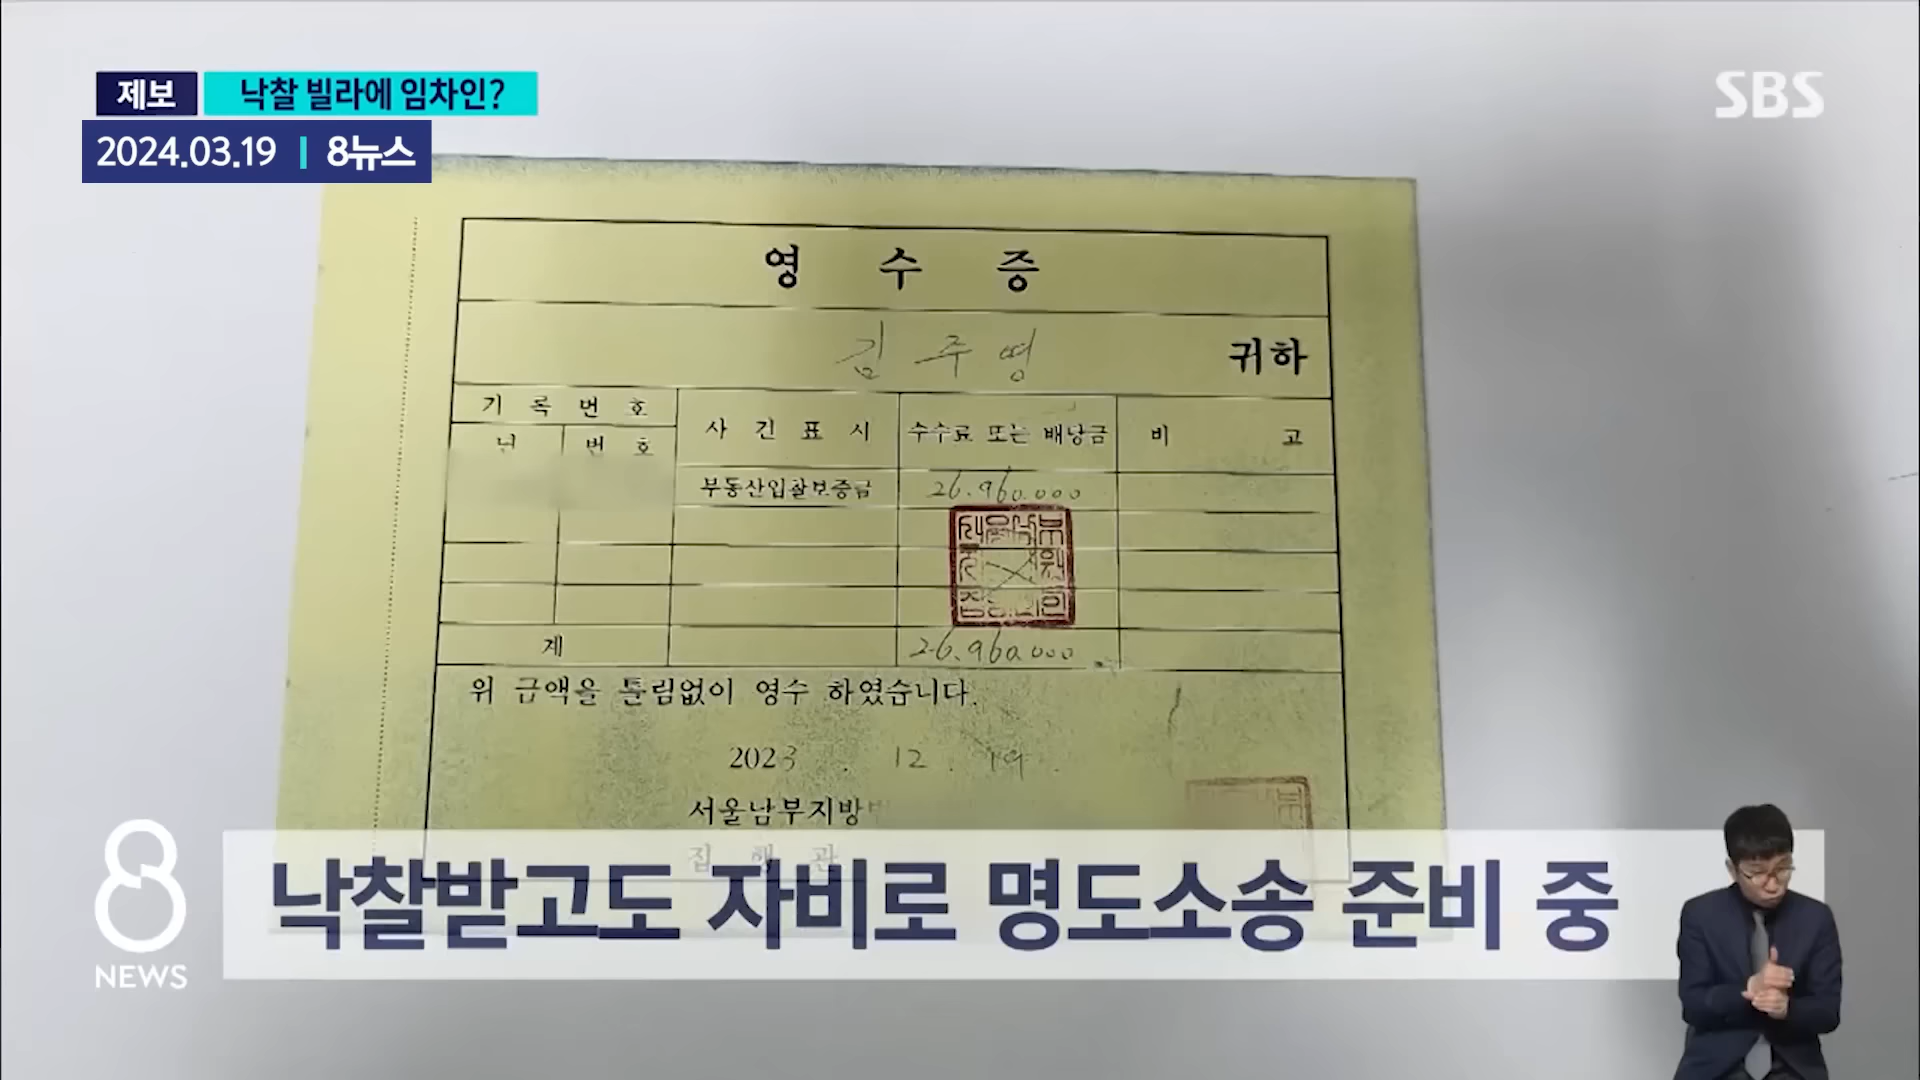 제보 낙찰 빌라에 임차인?
SBS
2024.03.19 | 8뉴스
영 수 증
김 주 영 귀하
기 록 번 호
사 건 표 시
수수료 또는 배당금
비 고
년
번 호
부동산입찰보증금
26.960.000
계
26.960.000
위 금액을 틀림없이 영수 하였습니다.
2023 . 12 . 19 .
서울남부지방
집 행 관
8
NEWS
낙찰받고도 자비로 명도소송 준비 중